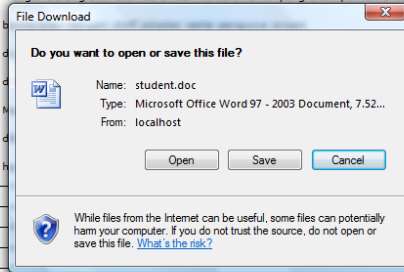 File Download
Do you want to open or save this file?
Name: student.doc
Type: Microsoft Office Word 97 - 2003 Document, 7.52...
From: localhost
Open Save Cancel
While files from the Internet can be useful, some files can potentially
harm your computer. If you do not trust the source, do not open or
save this file. What's the risk?